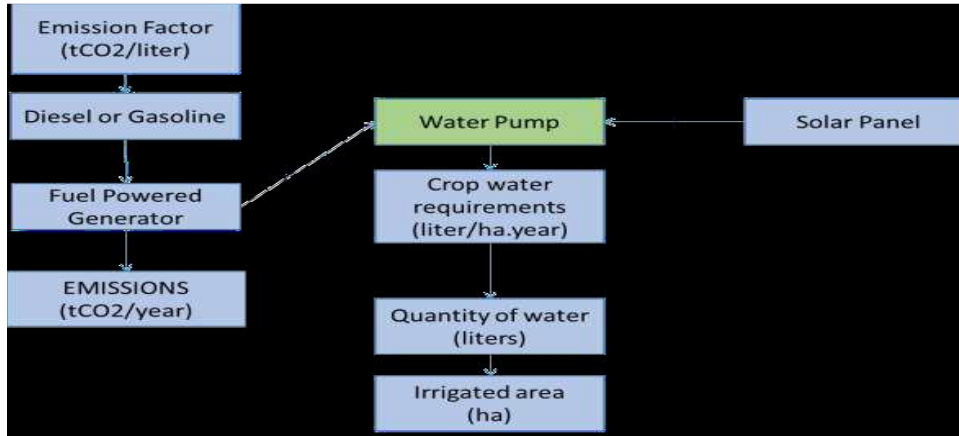 Emission Factor
(tCO2/liter)
Diesel or Gasoline
Fuel Powered
Generator
EMISSIONS
(tCO2/year)
Water Pump
Crop water
requirements
(liter/ha.year)
Quantity of water
(liters)
Irrigated area
(ha)
Solar Panel